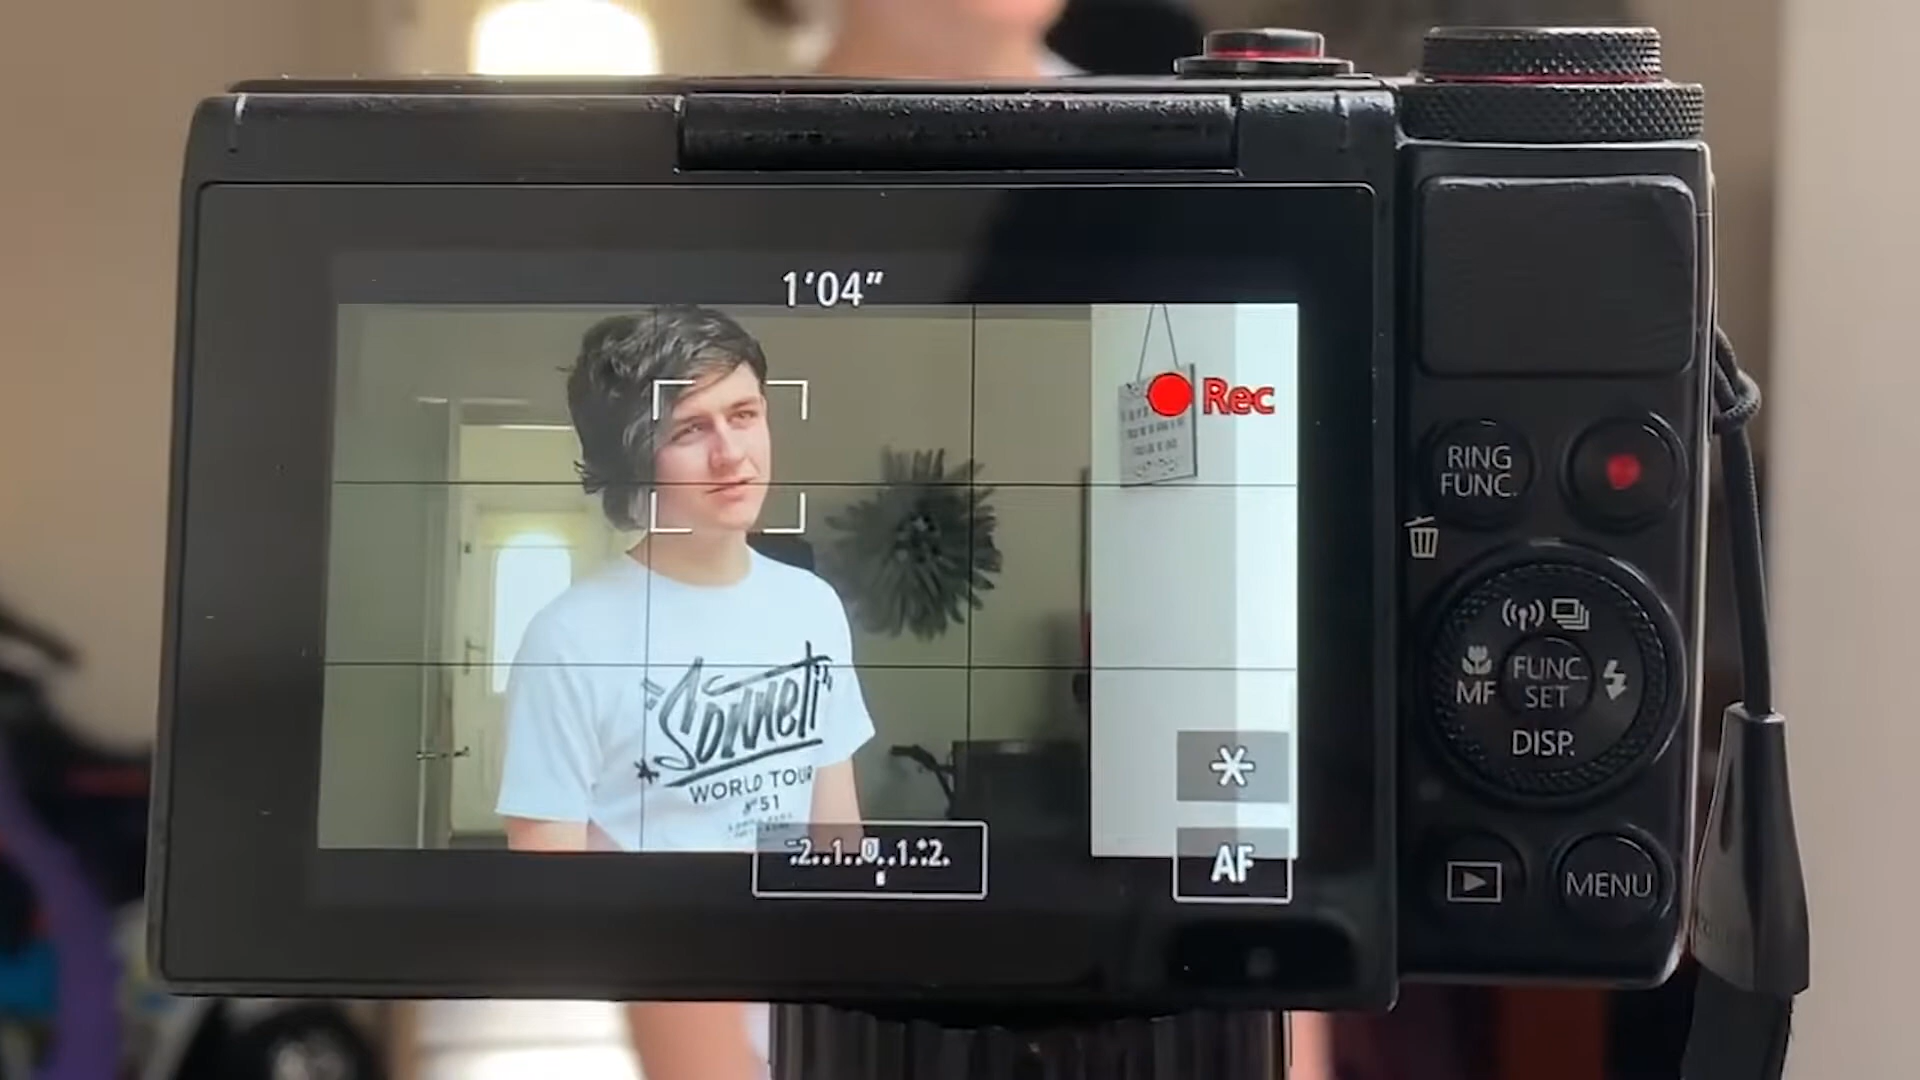 1'04"
Rec
Sonneti
WORLD TOUR
Nº51
-2..1..0..1..+2.
AF
RING
FUNC.
MF
FUNC.
SET
DISP.
MENU